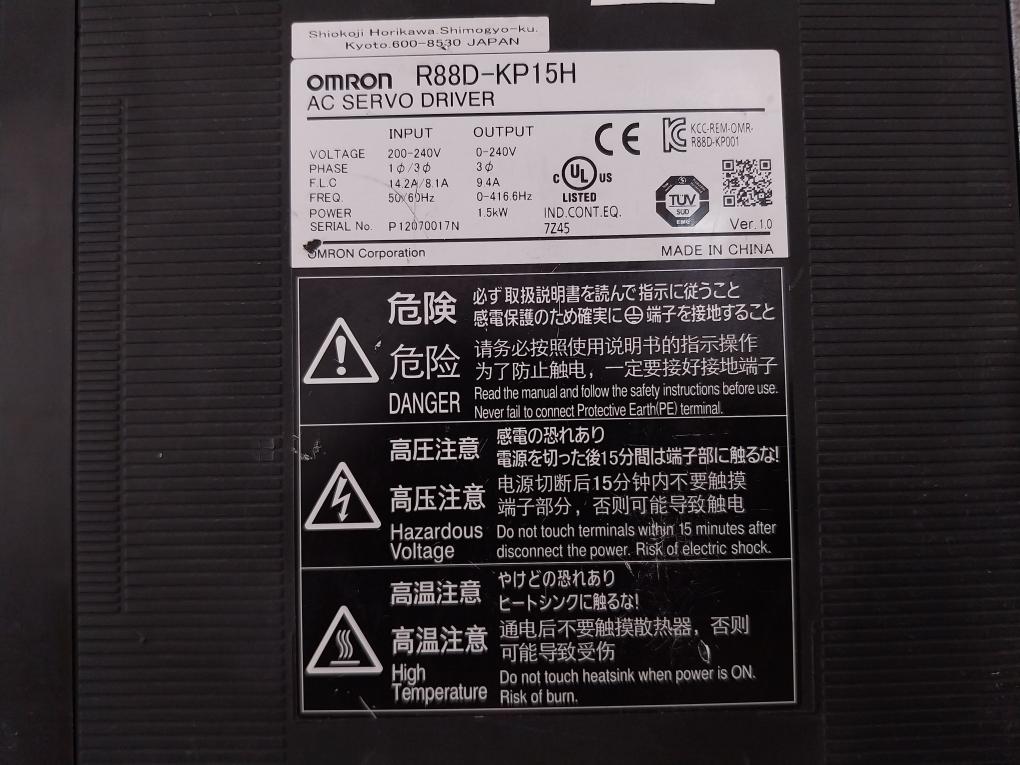 Shiokoji Horikawa.Shimogyo-ku.
Kyoto.600-8530 JAPAN
OMRON R88D-KP15H
AC SERVO DRIVER
INPUT OUTPUT
VOLTAGE 200-240V 0-240V
PHASE 1ϕ/3ϕ 3ϕ
F.L.C 14.2A/8.1A 9.4A
FREQ. 50/60Hz 0-416.6Hz
POWER 1.5kW
SERIAL No. P12070017N
CE
KCC-REM-OMR-
R88D-KP001
C UL US
LISTED
IND.CONT.EQ.
7Z45
TÜV
SÜD
EMC
Ver.1.0
OMRON Corporation MADE IN CHINA
危険 必ず取扱説明書を読んで指示に従うこと
感電保護のため確実に端子を接地すること
危险 请务必按照使用说明书的指示操作
为了防止触电，一定要接好接地端子
DANGER Read the manual and follow the safety instructions before use.
Never fail to connect Protective Earth(PE) terminal.
高圧注意 感電の恐れあり
電源を切った後15分間は端子部に触るな!
高压注意 电源切断后15分钟内不要触摸
端子部分，否则可能导致触电
Hazardous Voltage Do not touch terminals within 15 minutes after
disconnect the power. Risk of electric shock.
高温注意 やけどの恐れあり
ヒートシンクに触るな!
高温注意 通电后不要触摸散热器，否则
可能导致受伤
High Temperature Do not touch heatsink when power is ON.
Risk of burn.